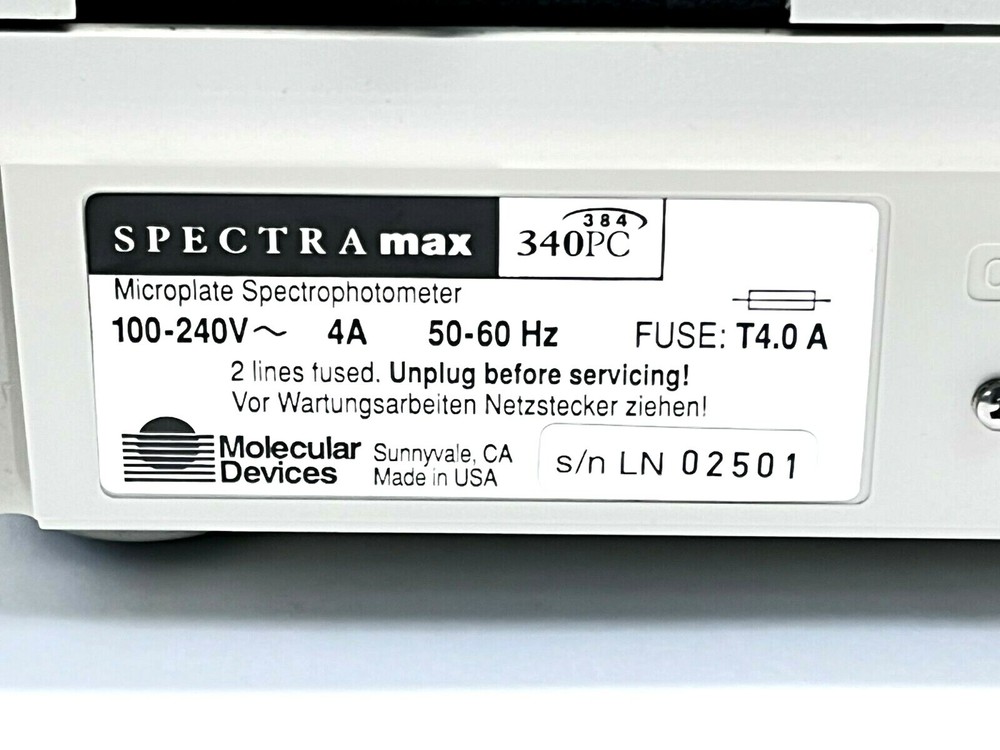 SPECTRAmax 340PC 384
Microplate Spectrophotometer
100-240V~ 4A 50-60 Hz FUSE: T4.0 A
2 lines fused. Unplug before servicing!
Vor Wartungsarbeiten Netzstecker ziehen!
Molecular Devices
Sunnyvale, CA
Made in USA
s/n LN 02501